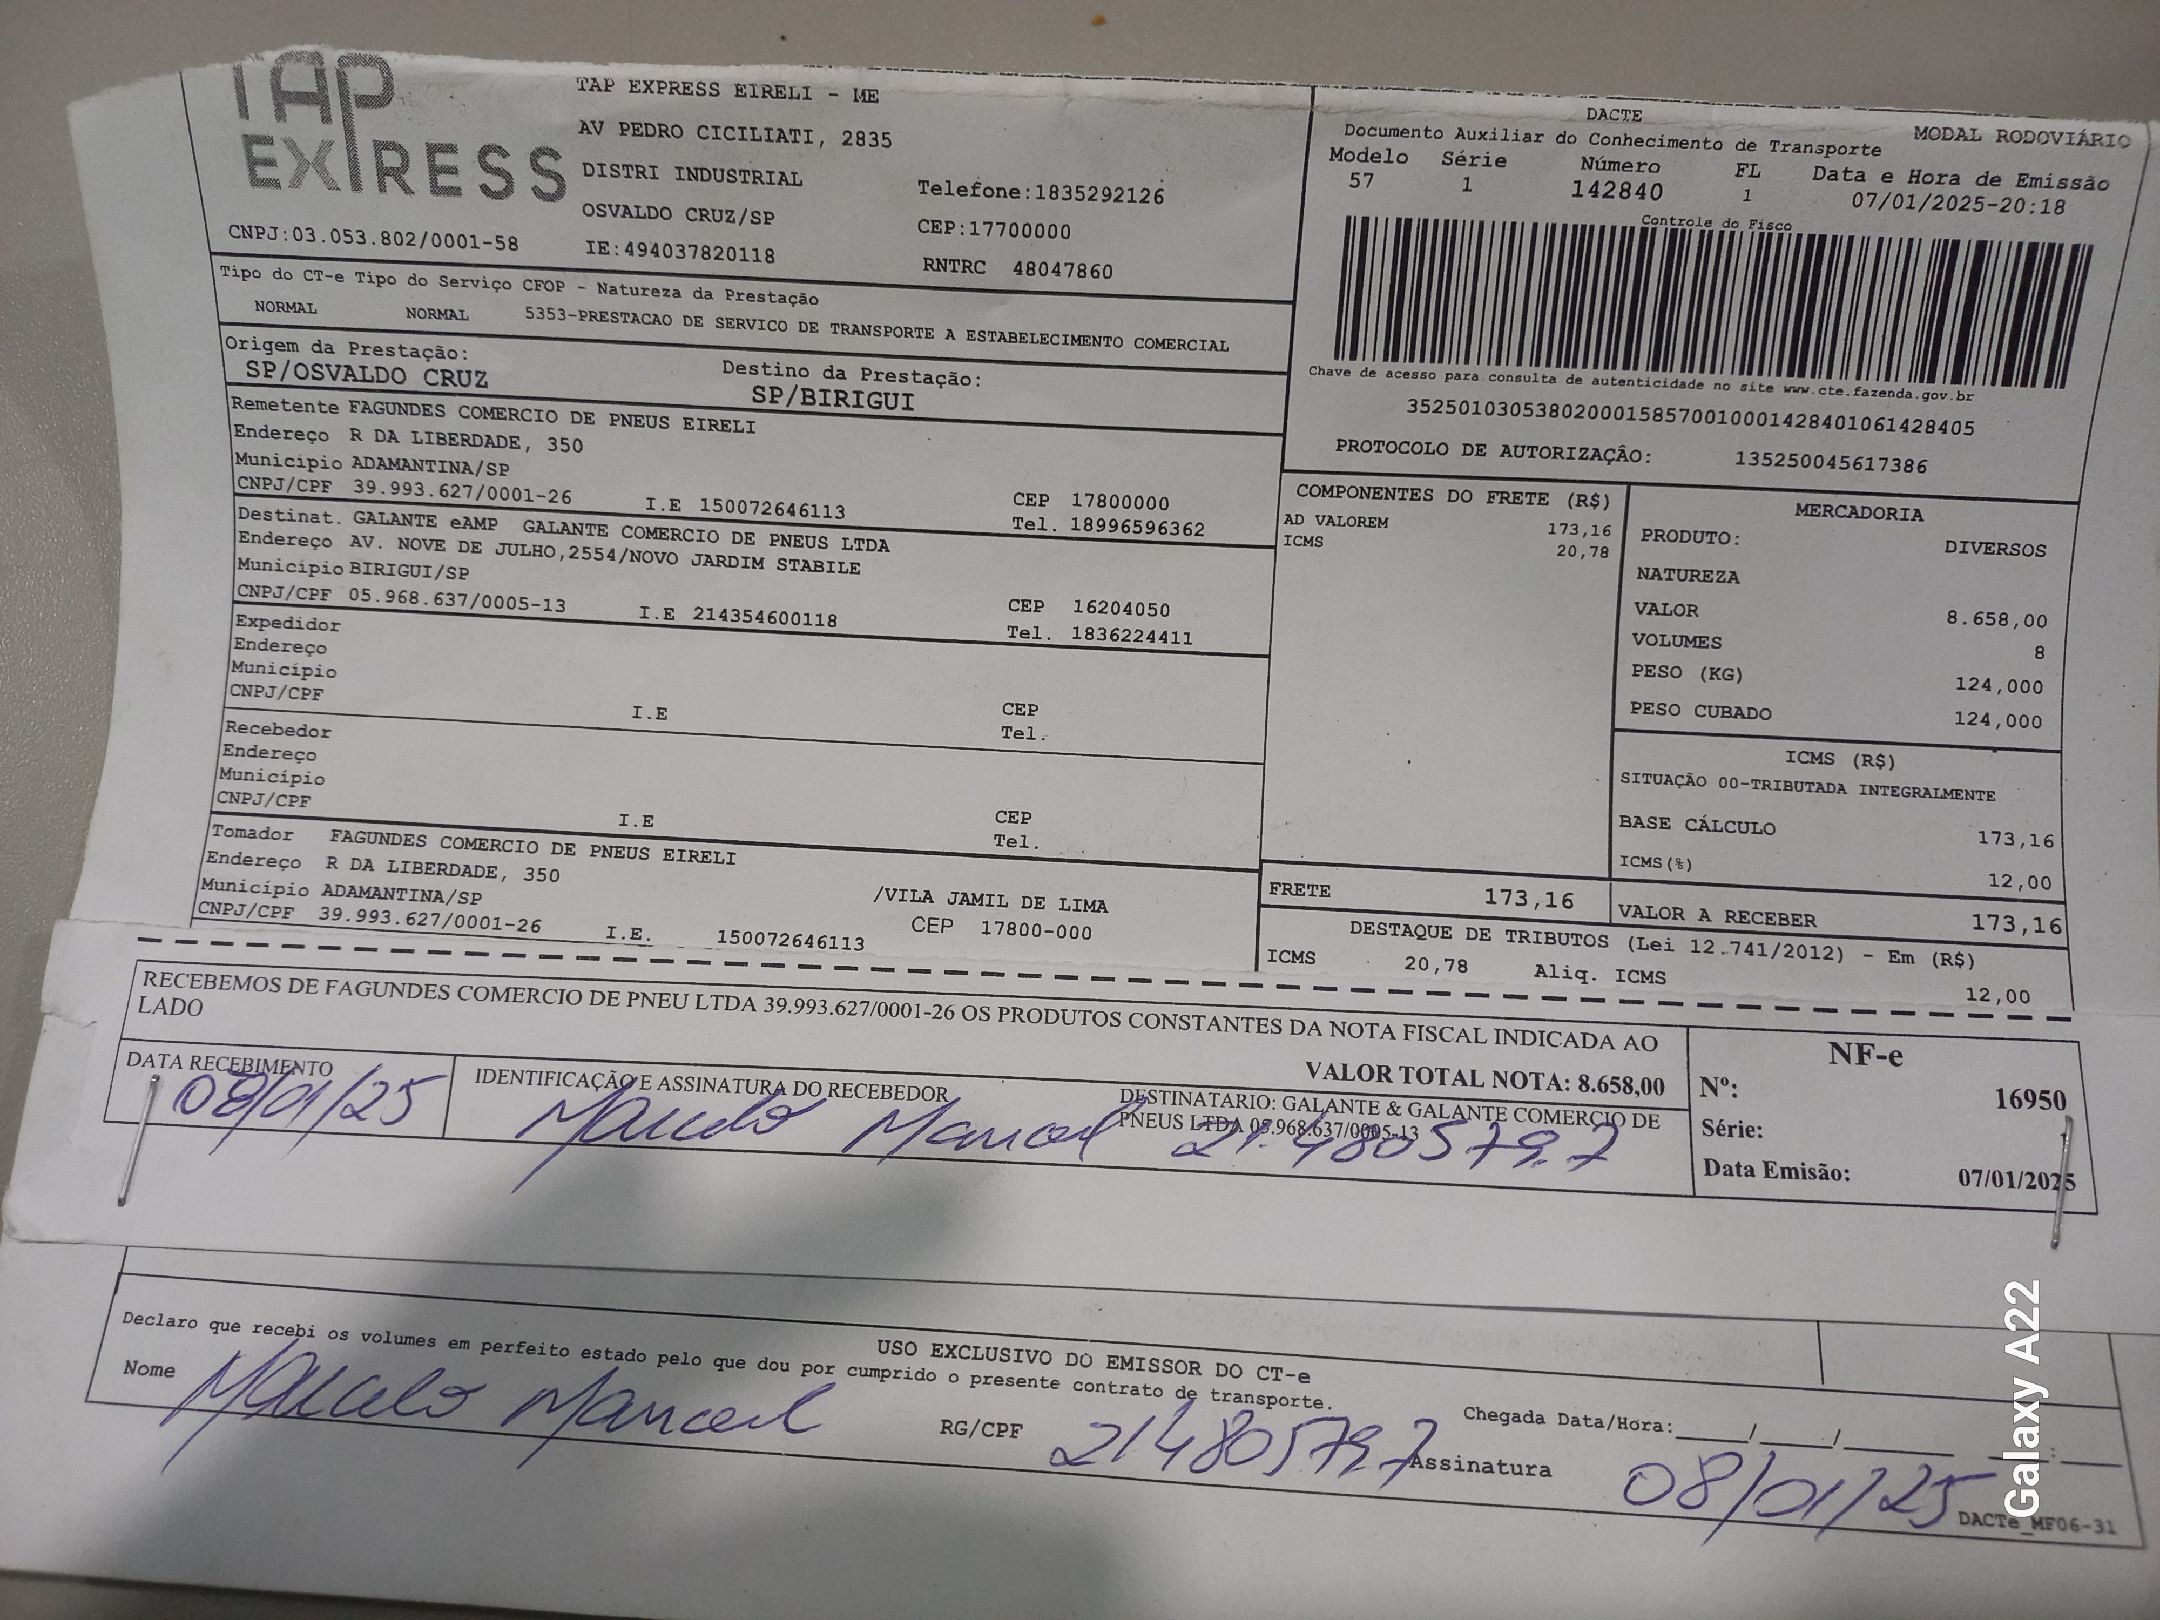 TAP EXPRESS
TAP EXPRESS EIRELI - ME
AV PEDRO CICILIATI, 2835
DISTRI INDUSTRIAL
Telefone:1835292126
OSVALDO CRUZ/SP
CEP:17700000
CNPJ:03.053.802/0001-58
IE:494037820118
RNTRC 48047860
DACTE
MODAL RODOVIÁRIO
Documento Auxiliar do Conhecimento de Transporte
Modelo Série Número FL Data e Hora de Emissão
57 1 142840 1 07/01/2025-20:18
Controle do Fisco
Chave de acesso para consulta de autenticidade no site www.cte.fazenda.gov.br
35250103053802000158570010001428401061428405
PROTOCOLO DE AUTORIZAÇÂO: 135250045617386
Tipo do CT-e Tipo do Serviço CFOP - Natureza da Prestação
NORMAL NORMAL 5353-PRESTACAO DE SERVICO DE TRANSPORTE A ESTABELECIMENTO COMERCIAL
Origem da Prestação: Destino da Prestação:
SP/OSVALDO CRUZ SP/BIRIGUI
Remetente FAGUNDES COMERCIO DE PNEUS EIRELI
Endereço R DA LIBERDADE, 350
Município ADAMANTINA/SP CEP 17800000
CNPJ/CPF 39.993.627/0001-26 I.E 150072646113 Tel. 18996596362
Destinat. GALANTE eAMP GALANTE COMERCIO DE PNEUS LTDA
Endereço AV. NOVE DE JULHO,2554/NOVO JARDIM STABILE
Município BIRIGUI/SP CEP 16204050
CNPJ/CPF 05.968.637/0005-13 I.E 214354600118 Tel. 1836224411
Expedidor
Endereço
Município CEP
CNPJ/CPF I.E Tel.
Recebedor
Endereço
Município CEP
CNPJ/CPF I.E Tel.
Tomador FAGUNDES COMERCIO DE PNEUS EIRELI
Endereço R DA LIBERDADE, 350 /VILA JAMIL DE LIMA
Município ADAMANTINA/SP CEP 17800-000
CNPJ/CPF 39.993.627/0001-26 I.E. 150072646113
COMPONENTES DO FRETE (R$)
AD VALOREM 173,16
ICMS 20,78
MERCADORIA
PRODUTO: DIVERSOS
NATUREZA
VALOR 8.658,00
VOLUMES 8
PESO (KG) 124,000
PESO CUBADO 124,000
ICMS (R$)
SITUAÇÃO 00-TRIBUTADA INTEGRALMENTE
BASE CÁLCULO 173,16
ICMS(%) 12,00
FRETE 173,16 VALOR A RECEBER 173,16
DESTAQUE DE TRIBUTOS (Lei 12.741/2012) - Em (R$)
ICMS 20,78 Aliq. ICMS 12,00
RECEBEMOS DE FAGUNDES COMERCIO DE PNEU LTDA 39.993.627/0001-26 OS PRODUTOS CONSTANTES DA NOTA FISCAL INDICADA AO
LADO
VALOR TOTAL NOTA: 8.658,00
DATA RECEBIMENTO
08/01/25
IDENTIFICAÇÃO E ASSINATURA DO RECEBEDOR
DESTINATARIO: GALANTE & GALANTE COMERCIO DE
PNEUS LTDA 05.968.637/0005-13
Marcelo Manoel 21.480579.7
NF-e
Nº: 16950
Série: 1
Data Emisão: 07/01/2025
USO EXCLUSIVO DO EMISSOR DO CT-e
Declaro que recebi os volumes em perfeito estado pelo que dou por cumprido o presente contrato de transporte.
Nome Marcelo Manoel RG/CPF 21480579.7
Chegada Data/Hora:____/____/____ __:__
Assinatura 08/01/25
DACTe_MF06-31
Galaxy A22